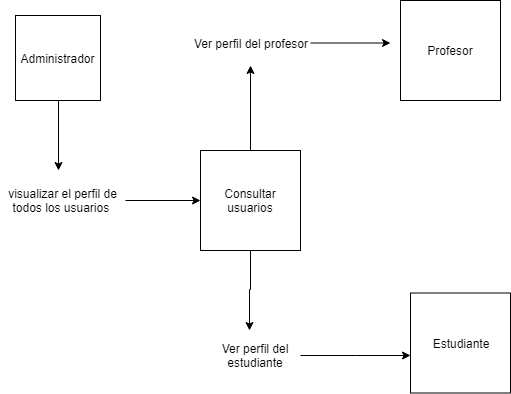 Administrador
Ver perfil del profesor
Profesor
visualizar el perfil de
todos los usuarios
Consultar
usuarios
Ver perfil del
estudiante
Estudiante